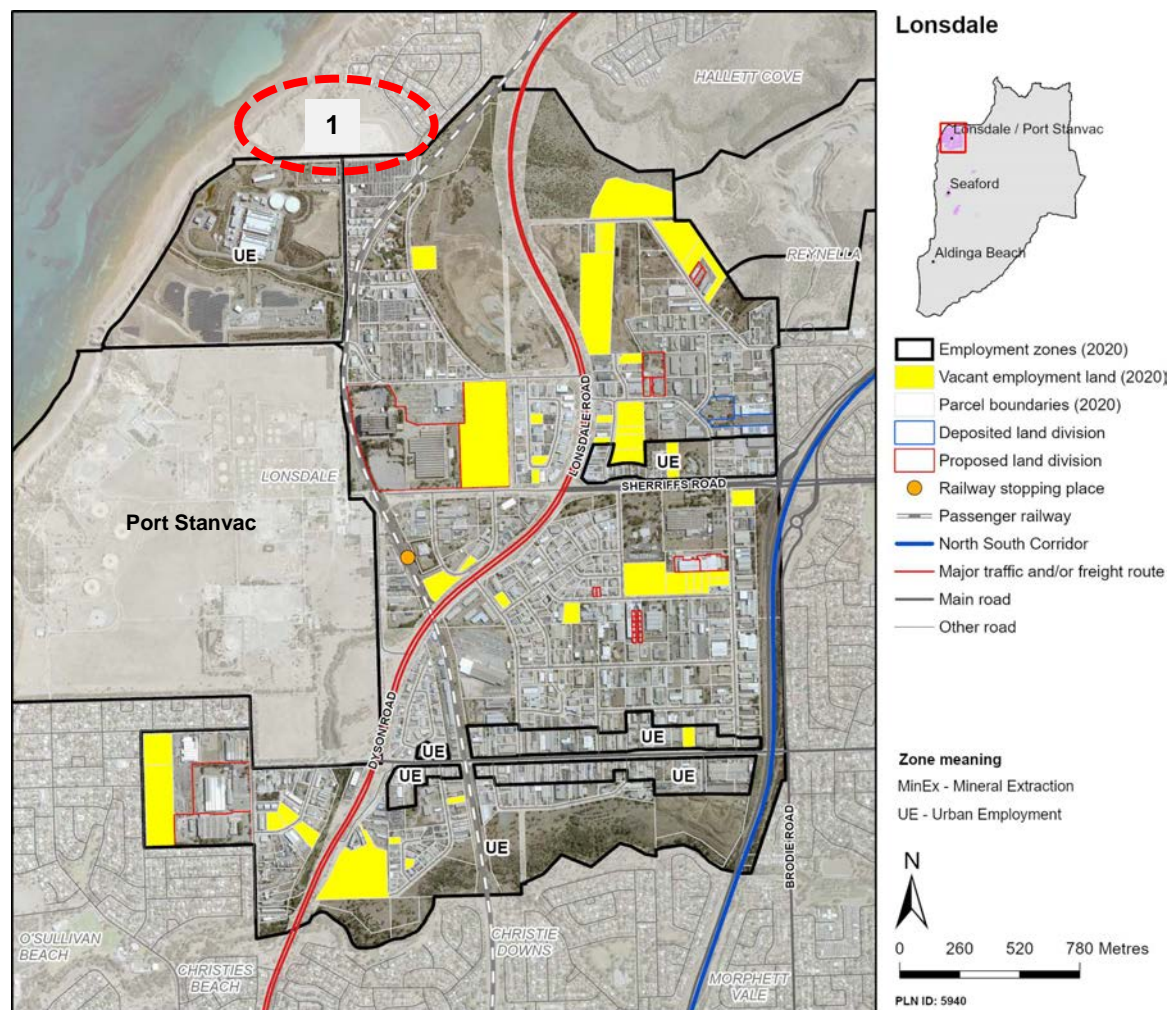 1
HALLETT COVE
UE
REYNELLA
LONSDALE ROAD
UE
SHERRIFFS ROAD
LONSDALE
Port Stanvac
DYSON ROAD
UE
UE
UE
UE
UE
BRODIE ROAD
O'SULLIVAN
BEACH
CHRISTIES
BEACH
CHRISTIE
DOWNS
MORPHETT
VALE
Lonsdale
Lonsdale / Port Stanvac
Seaford
Aldinga Beach
Employment zones (2020)
Vacant employment land (2020)
Parcel boundaries (2020)
Deposited land division
Proposed land division
Railway stopping place
Passenger railway
North South Corridor
Major traffic and/or freight route
Main road
Other road
Zone meaning
MinEx - Mineral Extraction
UE - Urban Employment
N
0 260 520 780 Metres
PLN ID: 5940